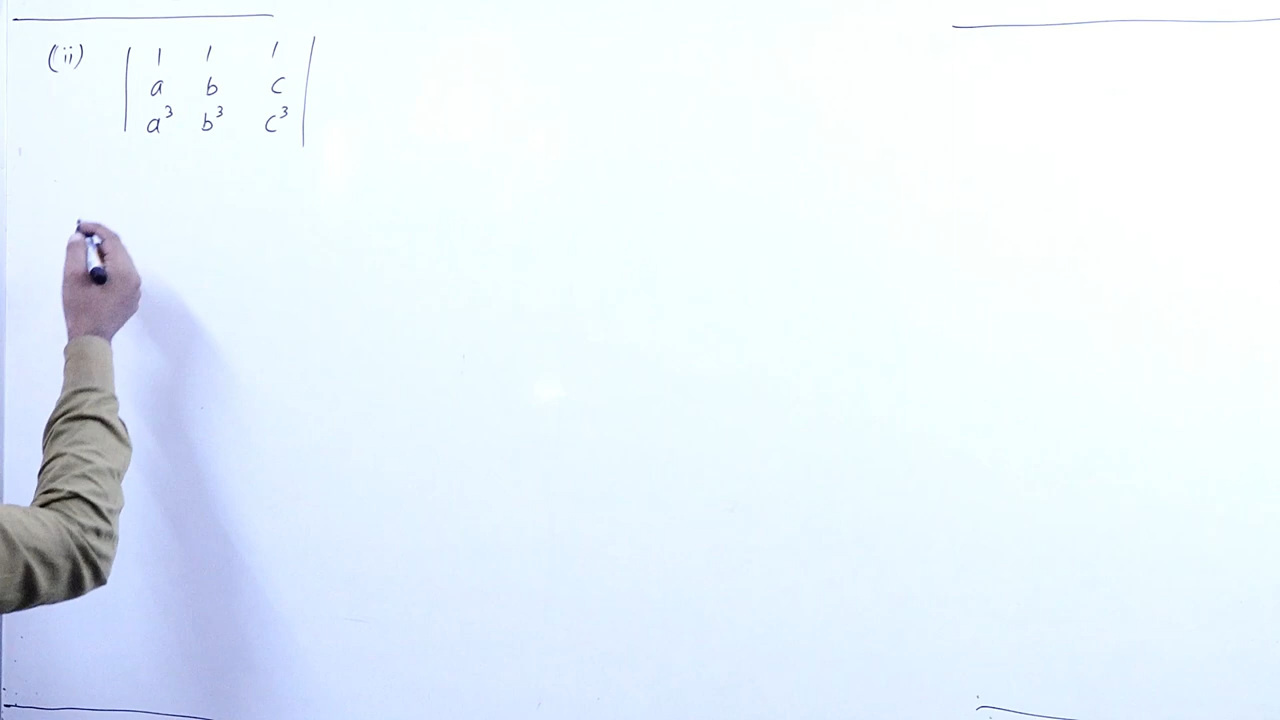 (ii) | 1 1 1 |
| a b c |
| a³ b³ c³ |